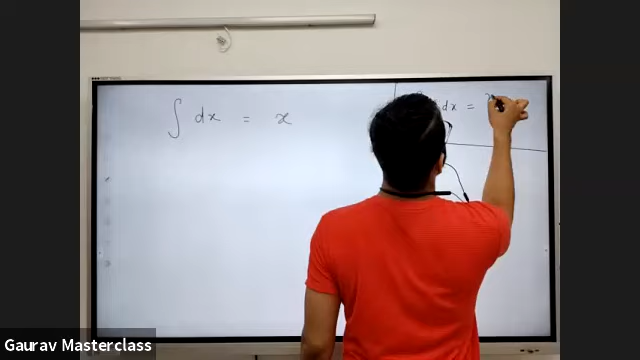 ∫ dx = x
dx =
Gaurav Masterclass